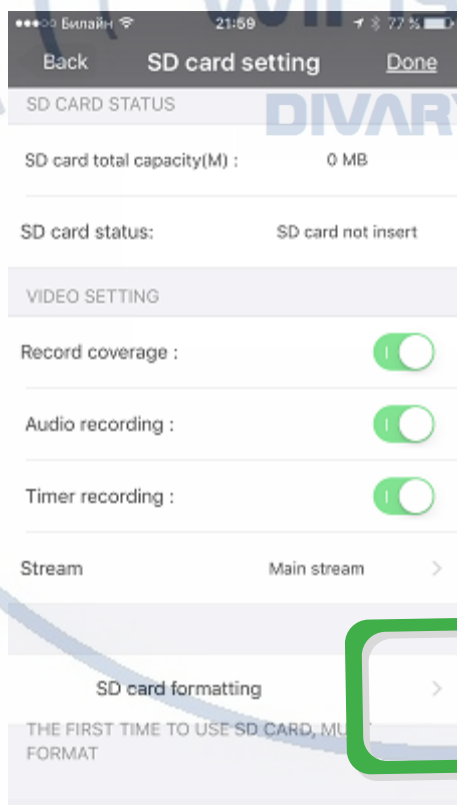 Билайн 21:59 77 %
Back SD card setting Done
SD CARD STATUS
DIVAR
SD card total capacity(M) : 0 MB
SD card status: SD card not insert
VIDEO SETTING
Record coverage :
Audio recording :
Timer recording :
Stream Main stream
SD card formatting
THE FIRST TIME TO USE SD CARD, MU
FORMAT